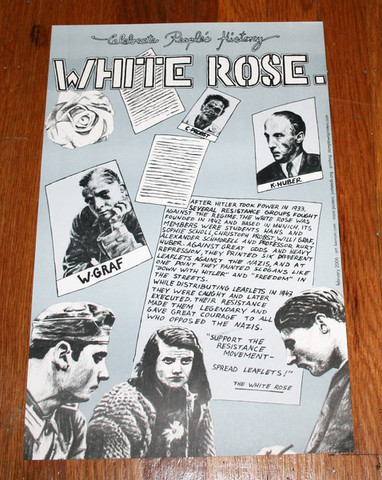 Celebrate People's History
WHITE ROSE.
C. PROBST
K. HUBER
W. GRAF
AFTER HITLER TOOK POWER IN 1933,
SEVERAL RESISTANCE GROUPS FOUGHT
AGAINST THE REGIME. THE WHITE ROSE WAS
FOUNDED IN 1942 AND BASED IN MUNICH. ITS
MEMBERS WERE STUDENTS HANS AND
SOPHIE SCHOLL, CHRISTOPH PROBST, WILLI GRAF,
ALEXANDER SCHMORELL AND PROFESSOR KURT
HUBER. AGAINST GREAT ODDS AND HEAVY
REPRESSION, THEY PRINTED SIX DIFFERENT
LEAFLETS AGAINST THE NAZIS, AND AT
ONE POINT THEY PAINTED SLOGANS LIKE
"DOWN WITH HITLER" AND "FREEDOM" IN
THE STREETS.
WHILE DISTRIBUTING LEAFLETS IN 1943
THEY WERE CAUGHT AND LATER
EXECUTED. THEIR RESISTANCE
MADE THEM LEGENDARY AND
GAVE GREAT COURAGE TO ALL
WHO OPPOSED THE NAZIS.
"SUPPORT THE
RESISTANCE
MOVEMENT-
SPREAD LEAFLETS!"
THE WHITE ROSE